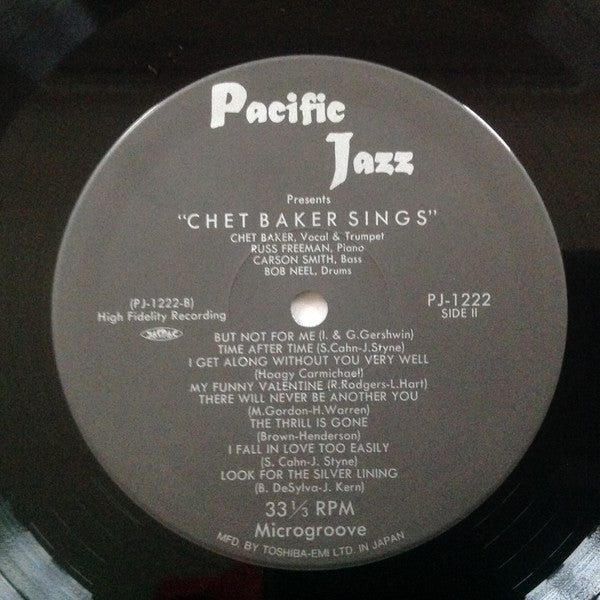 Pacific
Jazz
Presents
"CHET BAKER SINGS"
CHET BAKER, Vocal & Trumpet
RUSS FREEMAN, Piano
CARSON SMITH, Bass
BOB NEEL, Drums
(PJ-1222-B)
High Fidelity Recording
PJ-1222
SIDE II
BUT NOT FOR ME (I. & G.Gershwin)
TIME AFTER TIME (S.Cahn-J.Styne)
I GET ALONG WITHOUT YOU VERY WELL
(Hoagy Carmichael)
MY FUNNY VALENTINE (R.Rodgers-L.Hart)
THERE WILL NEVER BE ANOTHER YOU
(M.Gordon-H.Warren)
THE THRILL IS GONE
(Brown-Henderson)
I FALL IN LOVE TOO EASILY
(S. Cahn-J. Styne)
LOOK FOR THE SILVER LINING
(B. DeSylva-J. Kern)
33⅓ RPM
Microgroove
MFD. BY TOSHIBA-EMI LTD. IN JAPAN